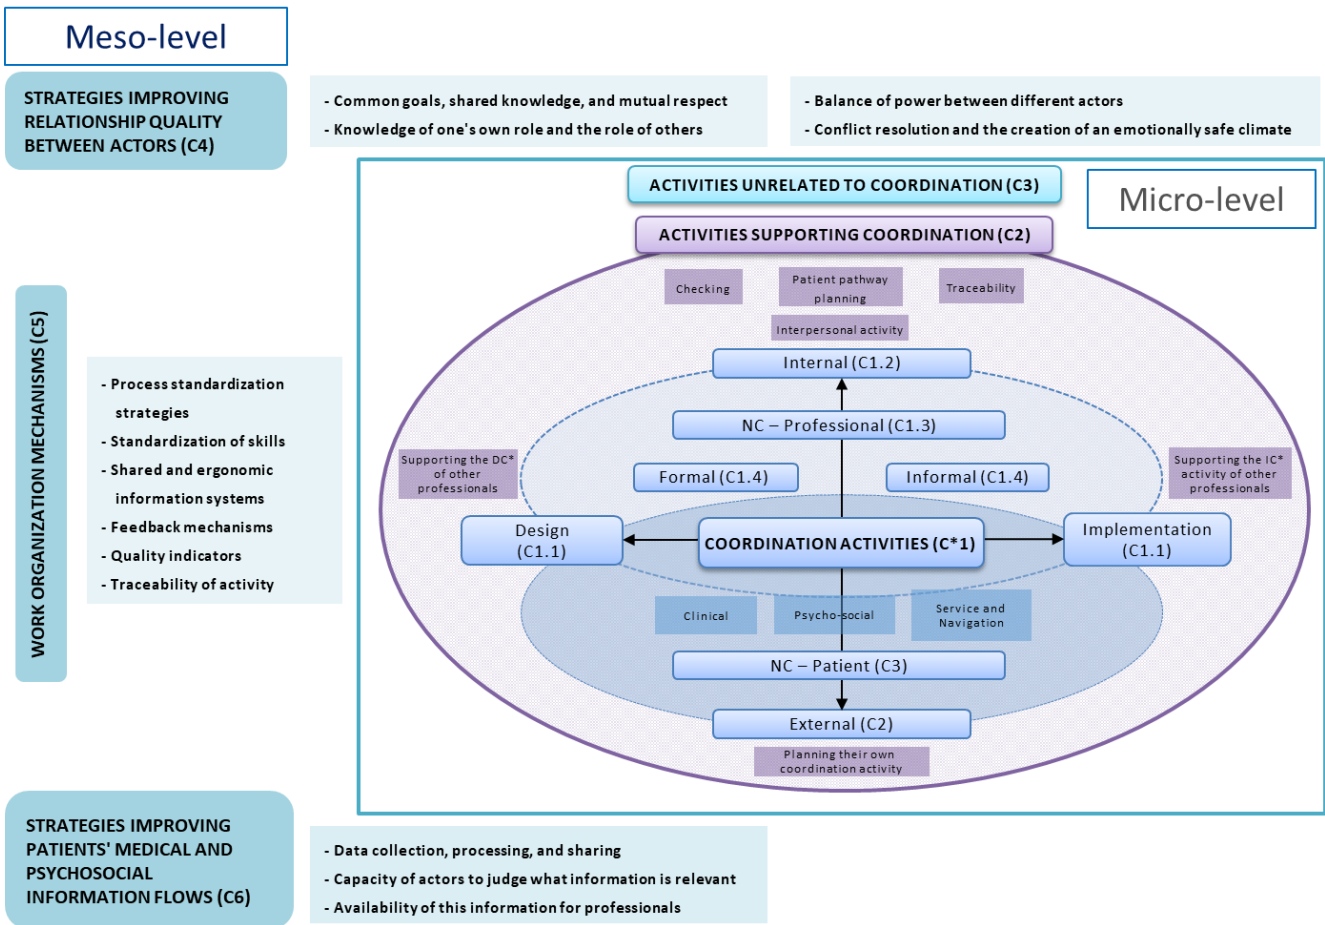 Meso-level
STRATEGIES IMPROVING
RELATIONSHIP QUALITY
BETWEEN ACTORS (C4)
- Common goals, shared knowledge, and mutual respect
- Knowledge of one's own role and the role of others
- Balance of power between different actors
- Conflict resolution and the creation of an emotionally safe climate
Micro-level
ACTIVITIES UNRELATED TO COORDINATION (C3)
ACTIVITIES SUPPORTING COORDINATION (C2)
Checking
Patient pathway
planning
Traceability
Interpersonal activity
Internal (C1.2)
NC – Professional (C1.3)
Formal (C1.4)
Informal (C1.4)
Supporting the DC*
of other
professionals
Supporting the IC*
activity of other
professionals
Design
(C1.1)
COORDINATION ACTIVITIES (C*1)
Implementation
(C1.1)
Clinical
Psycho-social
Service and
Navigation
NC – Patient (C3)
External (C2)
Planning their own
coordination activity
WORK ORGANIZATION MECHANISMS (C5)
- Process standardization
strategies
- Standardization of skills
- Shared and ergonomic
information systems
- Feedback mechanisms
- Quality indicators
- Traceability of activity
STRATEGIES IMPROVING
PATIENTS' MEDICAL AND
PSYCHOSOCIAL
INFORMATION FLOWS (C6)
- Data collection, processing, and sharing
- Capacity of actors to judge what information is relevant
- Availability of this information for professionals